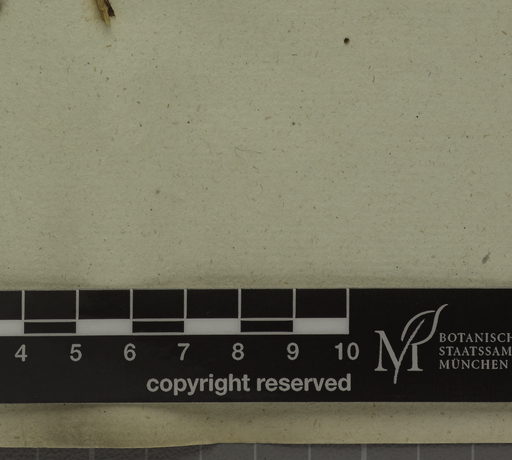 4 5 6 7 8 9 10
copyright reserved
BOTANISCH
STAATSSAM
MÜNCHEN